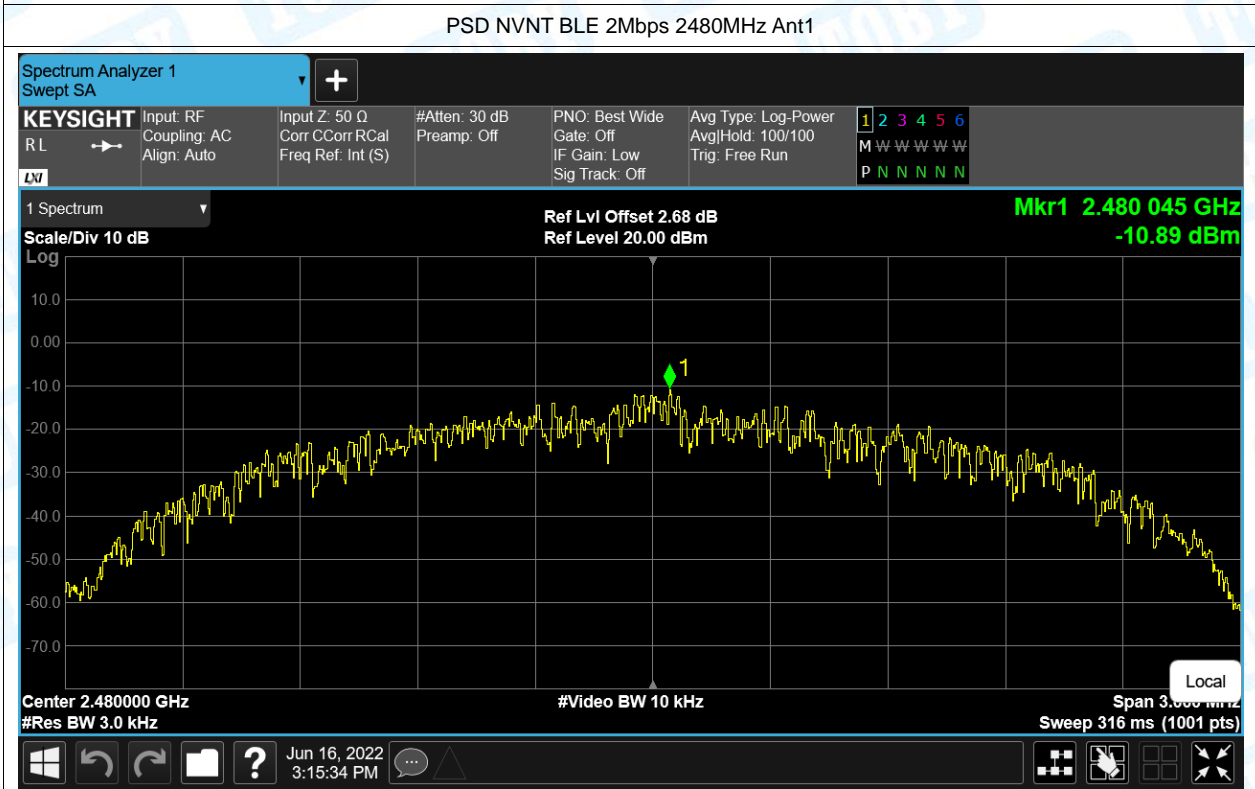 PSD NVNT BLE 2Mbps 2480MHz Ant1
Spectrum Analyzer 1
Swept SA
KEYSIGHT
R L
LXI
Input: RF
Coupling: AC
Align: Auto
Input Z: 50 Ω
Corr CCorr RCal
Freq Ref: Int (S)
#Atten: 30 dB
Preamp: Off
PNO: Best Wide
Gate: Off
IF Gain: Low
Sig Track: Off
Avg Type: Log-Power
Avg|Hold: 100/100
Trig: Free Run
1 2 3 4 5 6
M W W W W W W
P N N N N N N
1 Spectrum
Scale/Div 10 dB
Log
Ref Lvl Offset 2.68 dB
Ref Level 20.00 dBm
Mkr1 2.480 045 GHz
-10.89 dBm
10.0
0.00
-10.0
-20.0
-30.0
-40.0
-50.0
-60.0
-70.0
1
Center 2.480000 GHz
#Res BW 3.0 kHz
#Video BW 10 kHz
Local
Span 3.000 MHz
Sweep 316 ms (1001 pts)
?
Jun 16, 2022
3:15:34 PM